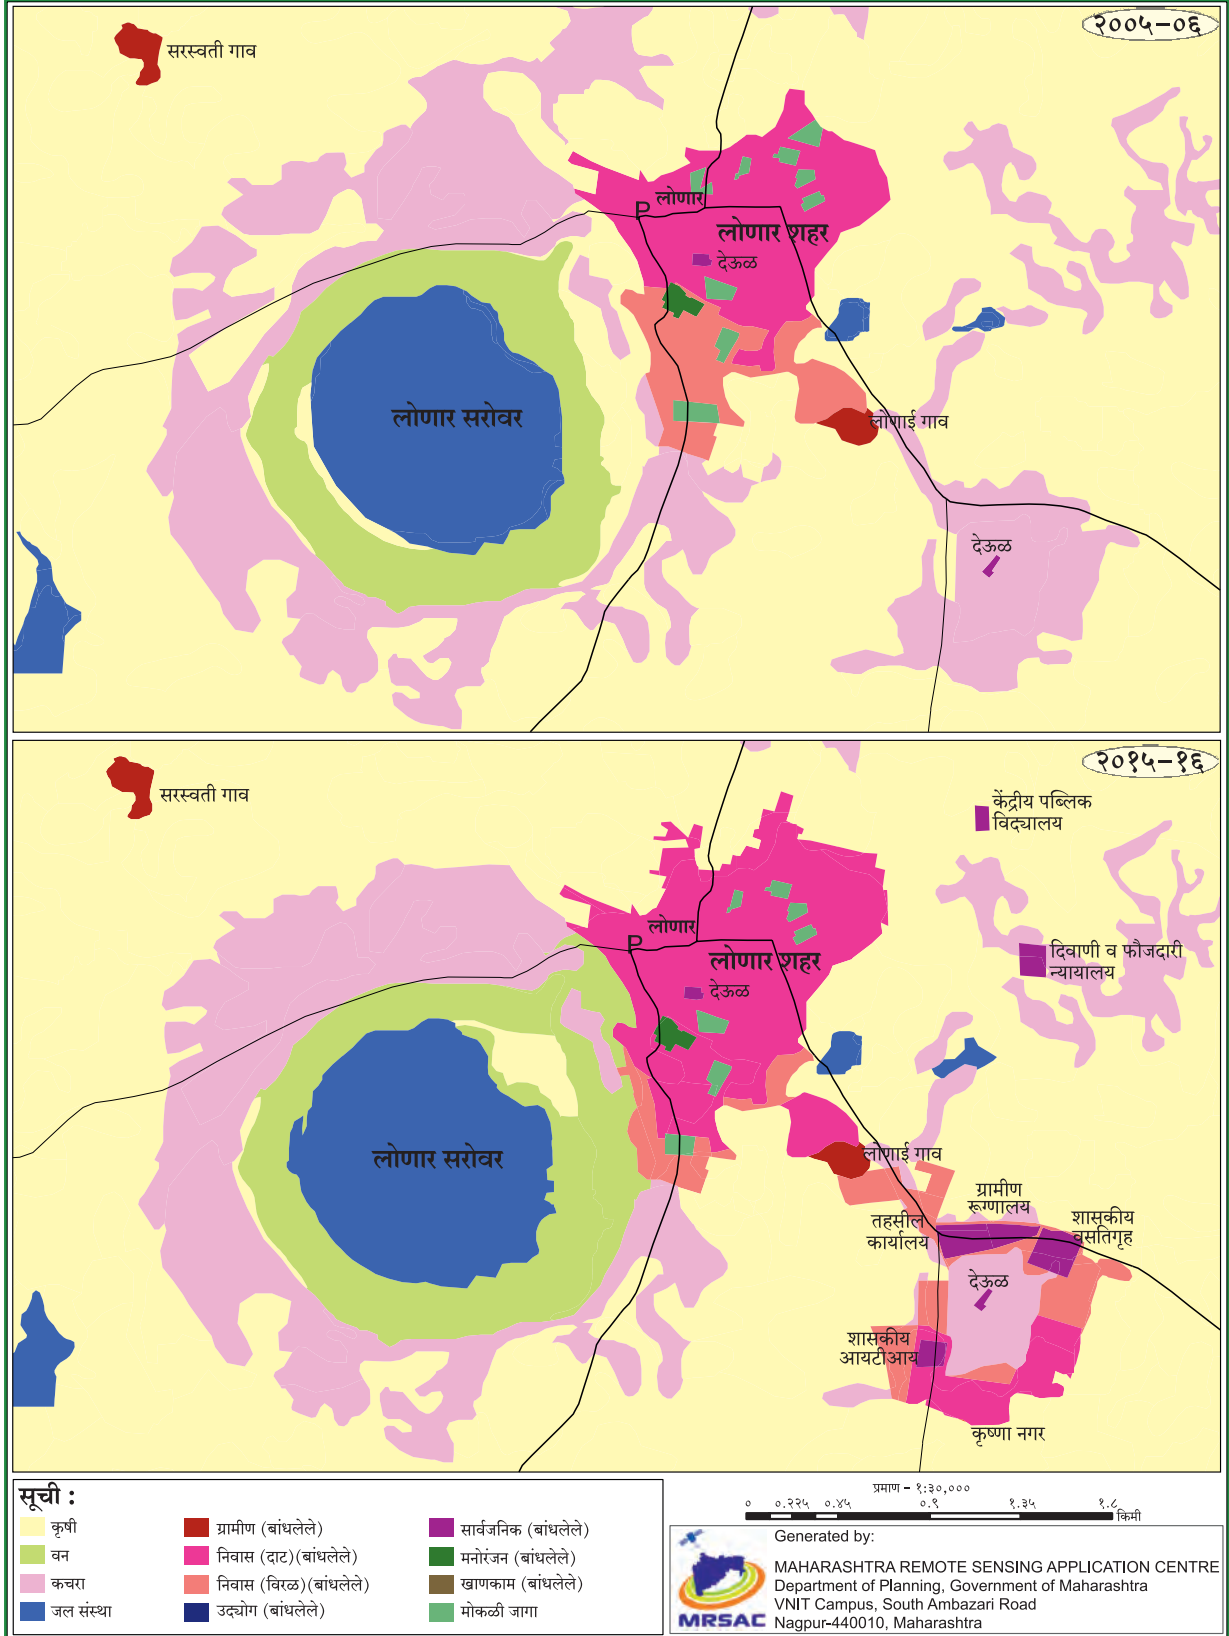 २००५-०६
सरस्वती गाव
लोणार
P
लोणार शहर
देऊळ
लोणार सरोवर
लोणाई गाव
देऊळ
२०१५-१६
सरस्वती गाव
केंद्रीय पब्लिक
विद्यालय
लोणार
P
लोणार शहर
देऊळ
दिवाणी व फौजदारी
न्यायालय
लोणार सरोवर
लोणाई गाव
ग्रामीण
रूग्णालय
तहसील
कार्यालय
शासकीय
वसतिगृह
देऊळ
शासकीय
आयटीआय
कृष्णा नगर
सूची :
कृषी
वन
कचरा
जल संस्था
ग्रामीण (बांधलेले)
निवास (दाट)(बांधलेले)
निवास (विरळ)(बांधलेले)
उद्योग (बांधलेले)
सार्वजनिक (बांधलेले)
मनोरंजन (बांधलेले)
खाणकाम (बांधलेले)
मोकळी जागा
प्रमाण - १:३०,०००
० ०.२२५ ०.४५ ०.९ १.३५ १.८
किमी
Generated by:
MAHARASHTRA REMOTE SENSING APPLICATION CENTRE
Department of Planning, Government of Maharashtra
VNIT Campus, South Ambazari Road
Nagpur-440010, Maharashtra
MRSAC